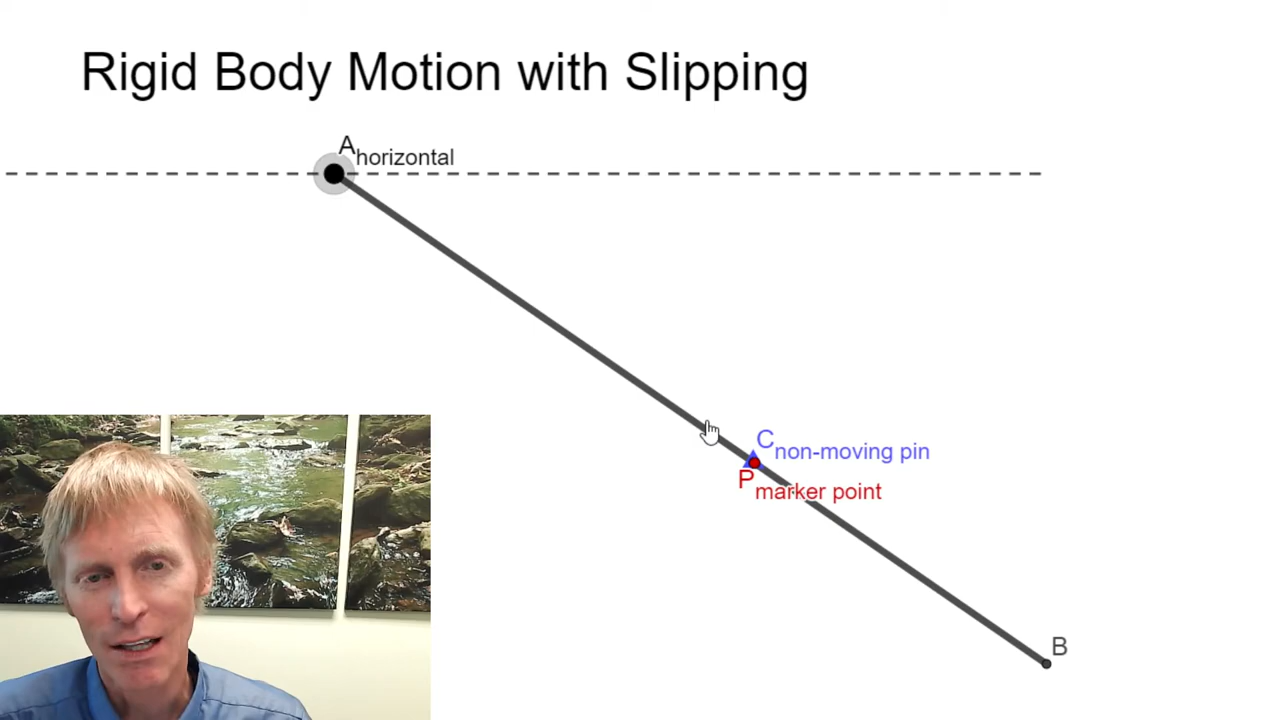 Rigid Body Motion with Slipping
A horizontal
C non-moving pin
P marker point
B